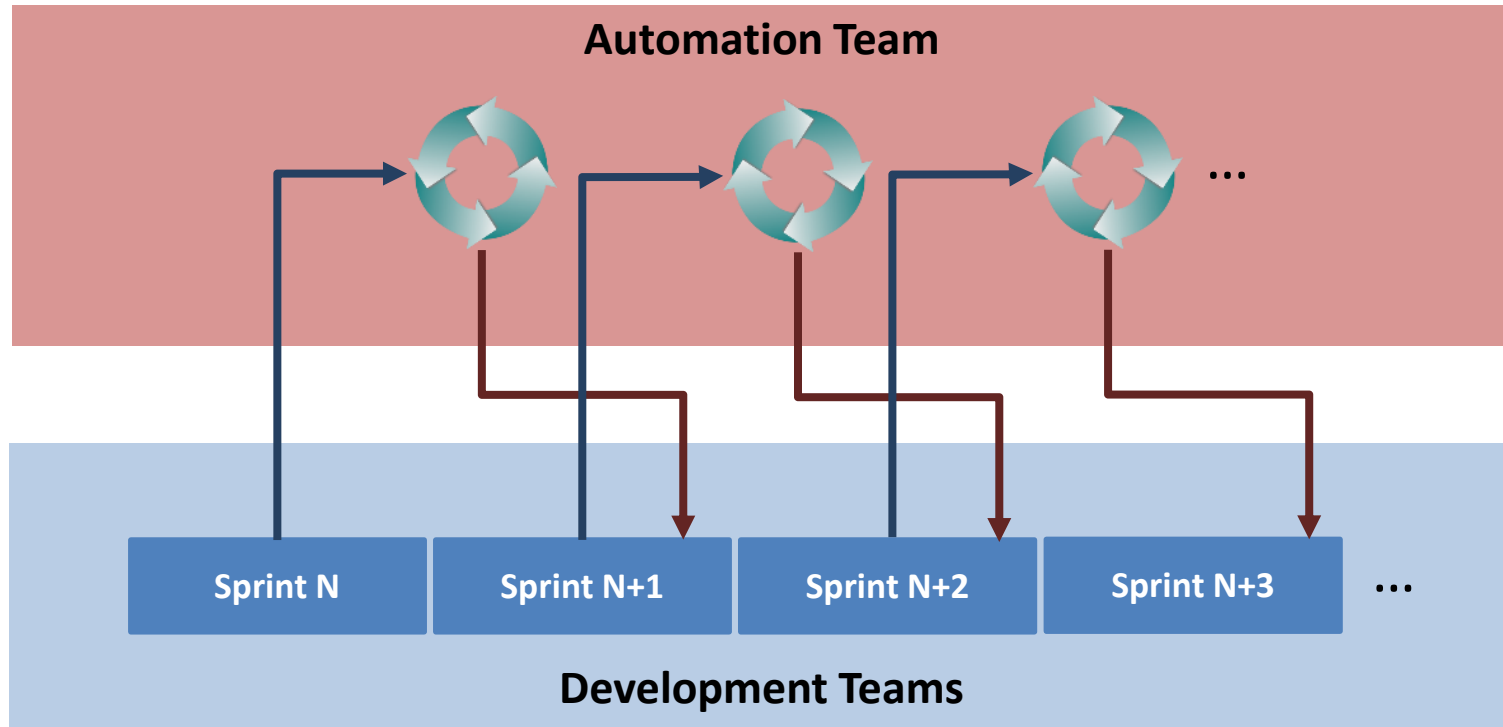 Automation Team
...
Sprint N
Sprint N+1
Sprint N+2
Sprint N+3
...
Development Teams